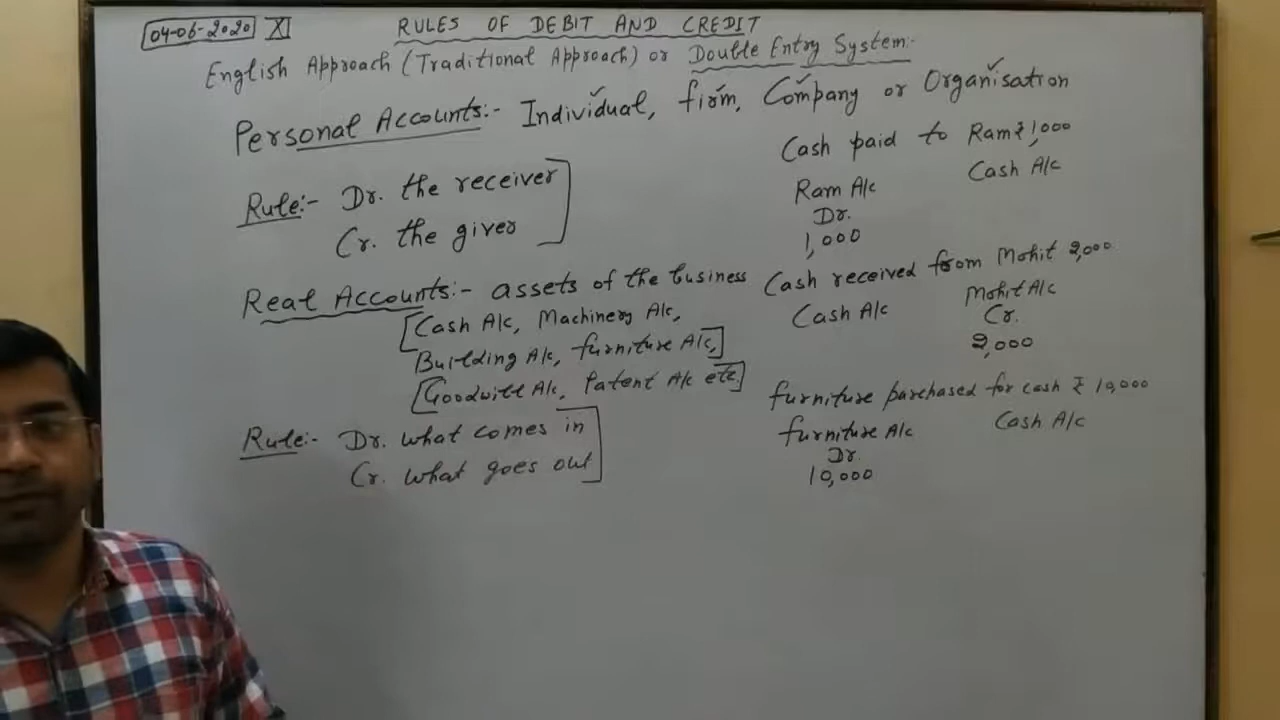 04-06-2020 XI
RULES OF DEBIT AND CREDIT
English Approach (Traditional Approach) or Double Entry System:-
Personal Accounts:- Individual, firm, Company or Organisation
Rule:- Dr. the receiver
Cr. the giver
Cash paid to Ram ₹ 1,000
Ram A/c Cash A/c
Dr.
1,000
Real Accounts:- assets of the business
[Cash A/c, Machinery A/c,
Building A/c, furniture A/c,]
[Goodwill A/c, Patent A/c etc.]
Rule:- Dr. what comes in
Cr. what goes out
Cash received from Mohit 2,000
Cash A/c Mohit A/c
Cr.
2,000
furniture purchased for cash ₹ 10,000
furniture A/c Cash A/c
Dr.
10,000